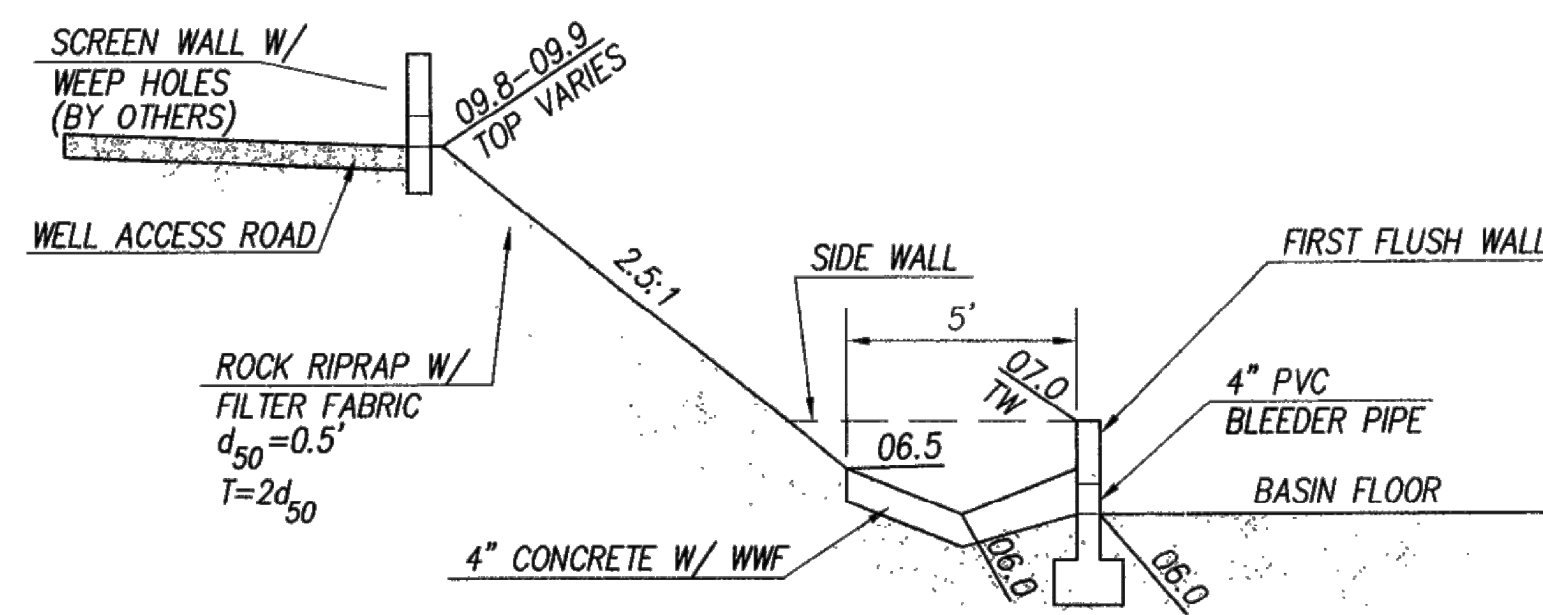 SCREEN WALL W/
WEEP HOLES
(BY OTHERS)
09.8-09.9
TOP VARIES
WELL ACCESS ROAD
2.5:1
SIDE WALL
FIRST FLUSH WALL
5'
ROCK RIPRAP W/
FILTER FABRIC
d50=0.5'
T=2d50
07.0
TW
4" PVC
BLEEDER PIPE
06.5
BASIN FLOOR
4" CONCRETE W/ WWF
06.0
06.0